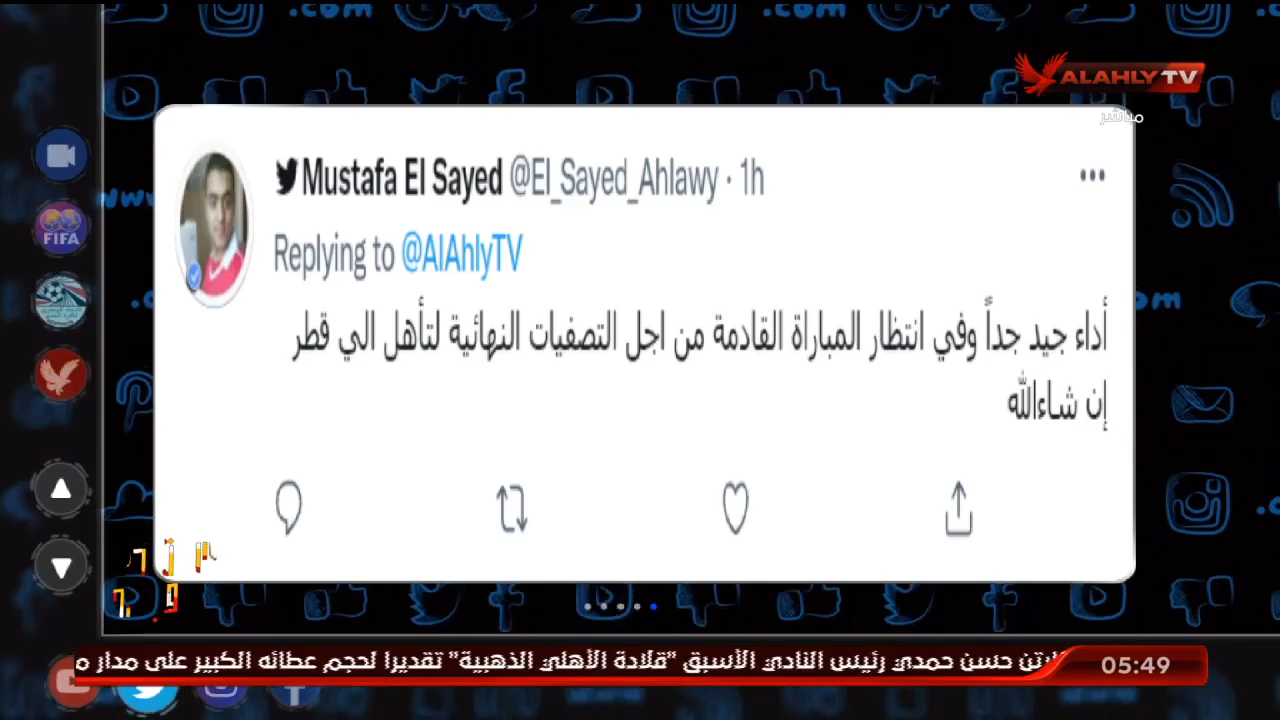 ALAHLY TV
مباشر
Mustafa El Sayed @El_Sayed_Ahlawy · 1h
Replying to @AlAhlyTV
أداء جيد جداً وفي انتظار المباراة القادمة من اجل التصفيات النهائية لتأهل الي قطر
إن شاءالله
FIFA
حسن حمدي رئيس النادي الأسبق "قلادة الأهلي الذهبية" تقديرا لحجم عطائه الكبير على مدار
05:49